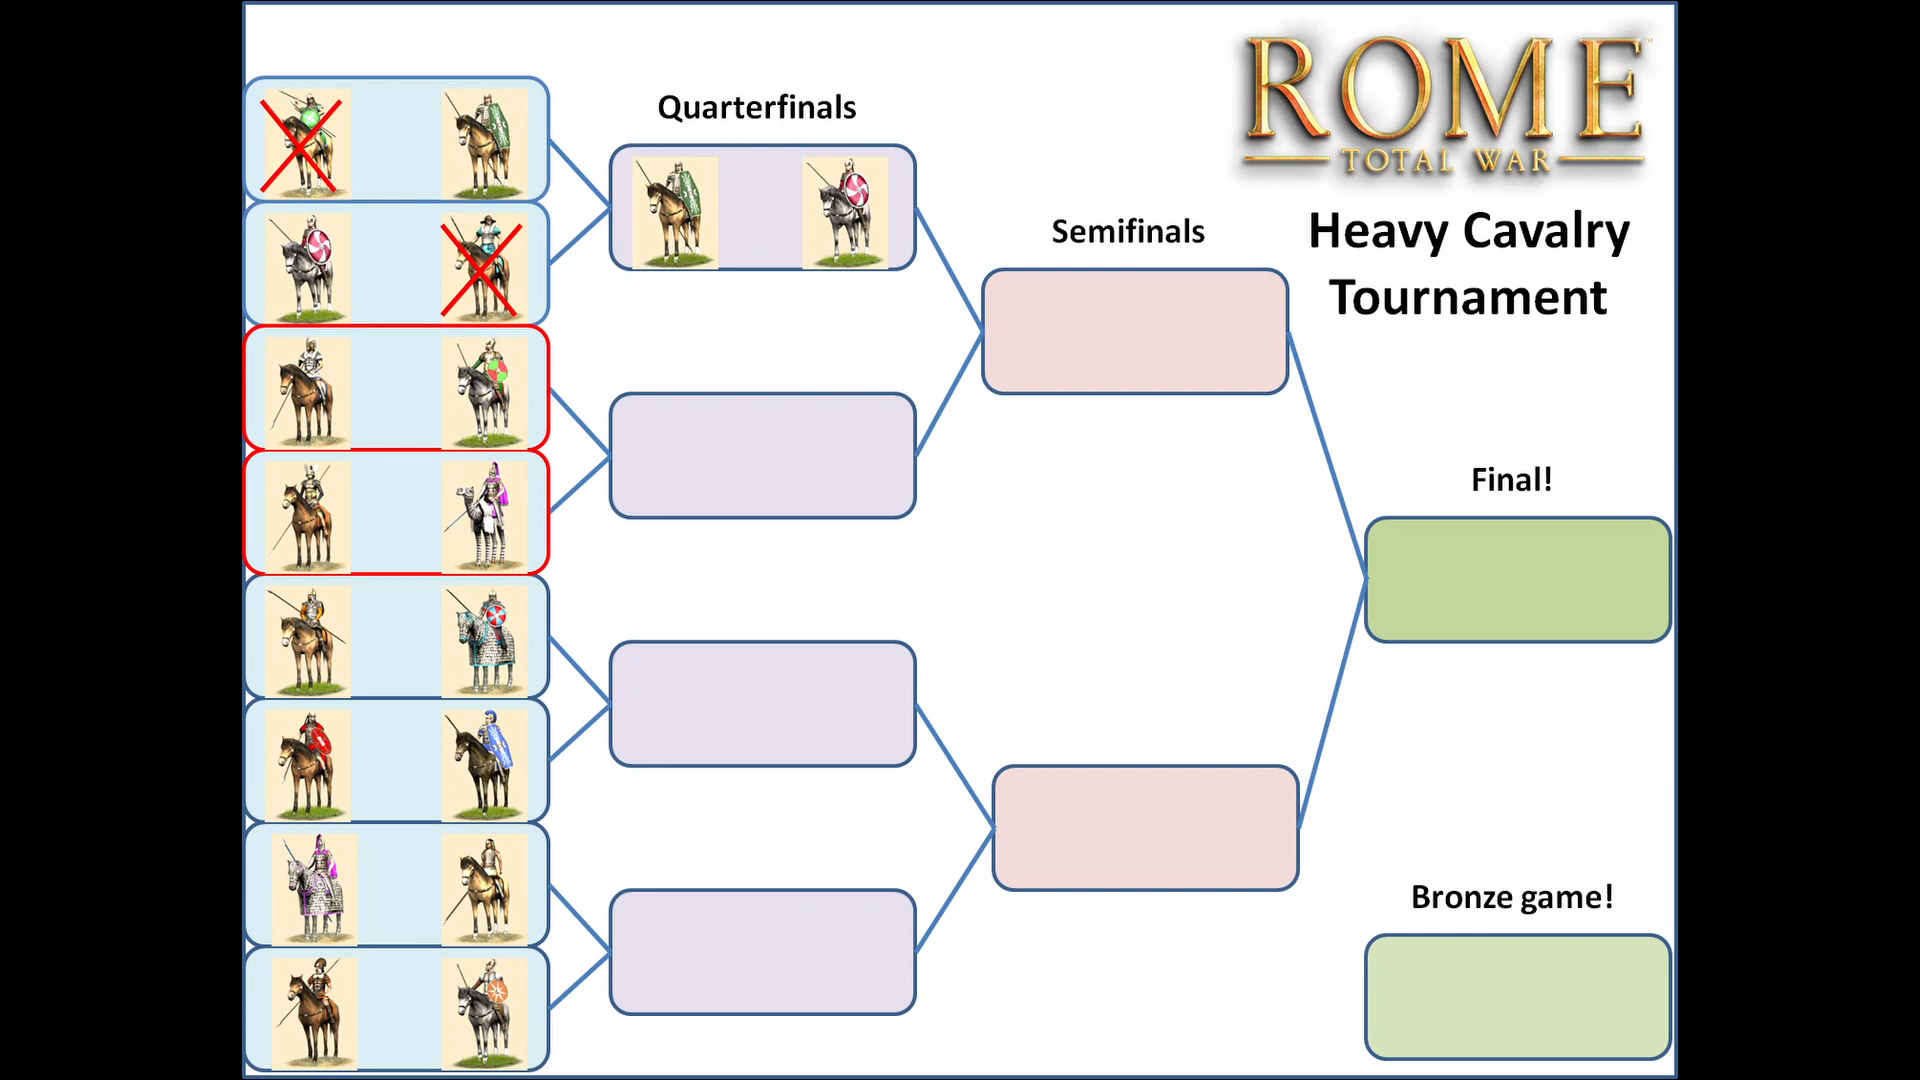 ROME
TOTAL WAR
Heavy Cavalry
Tournament
Quarterfinals
Semifinals
Final!
Bronze game!